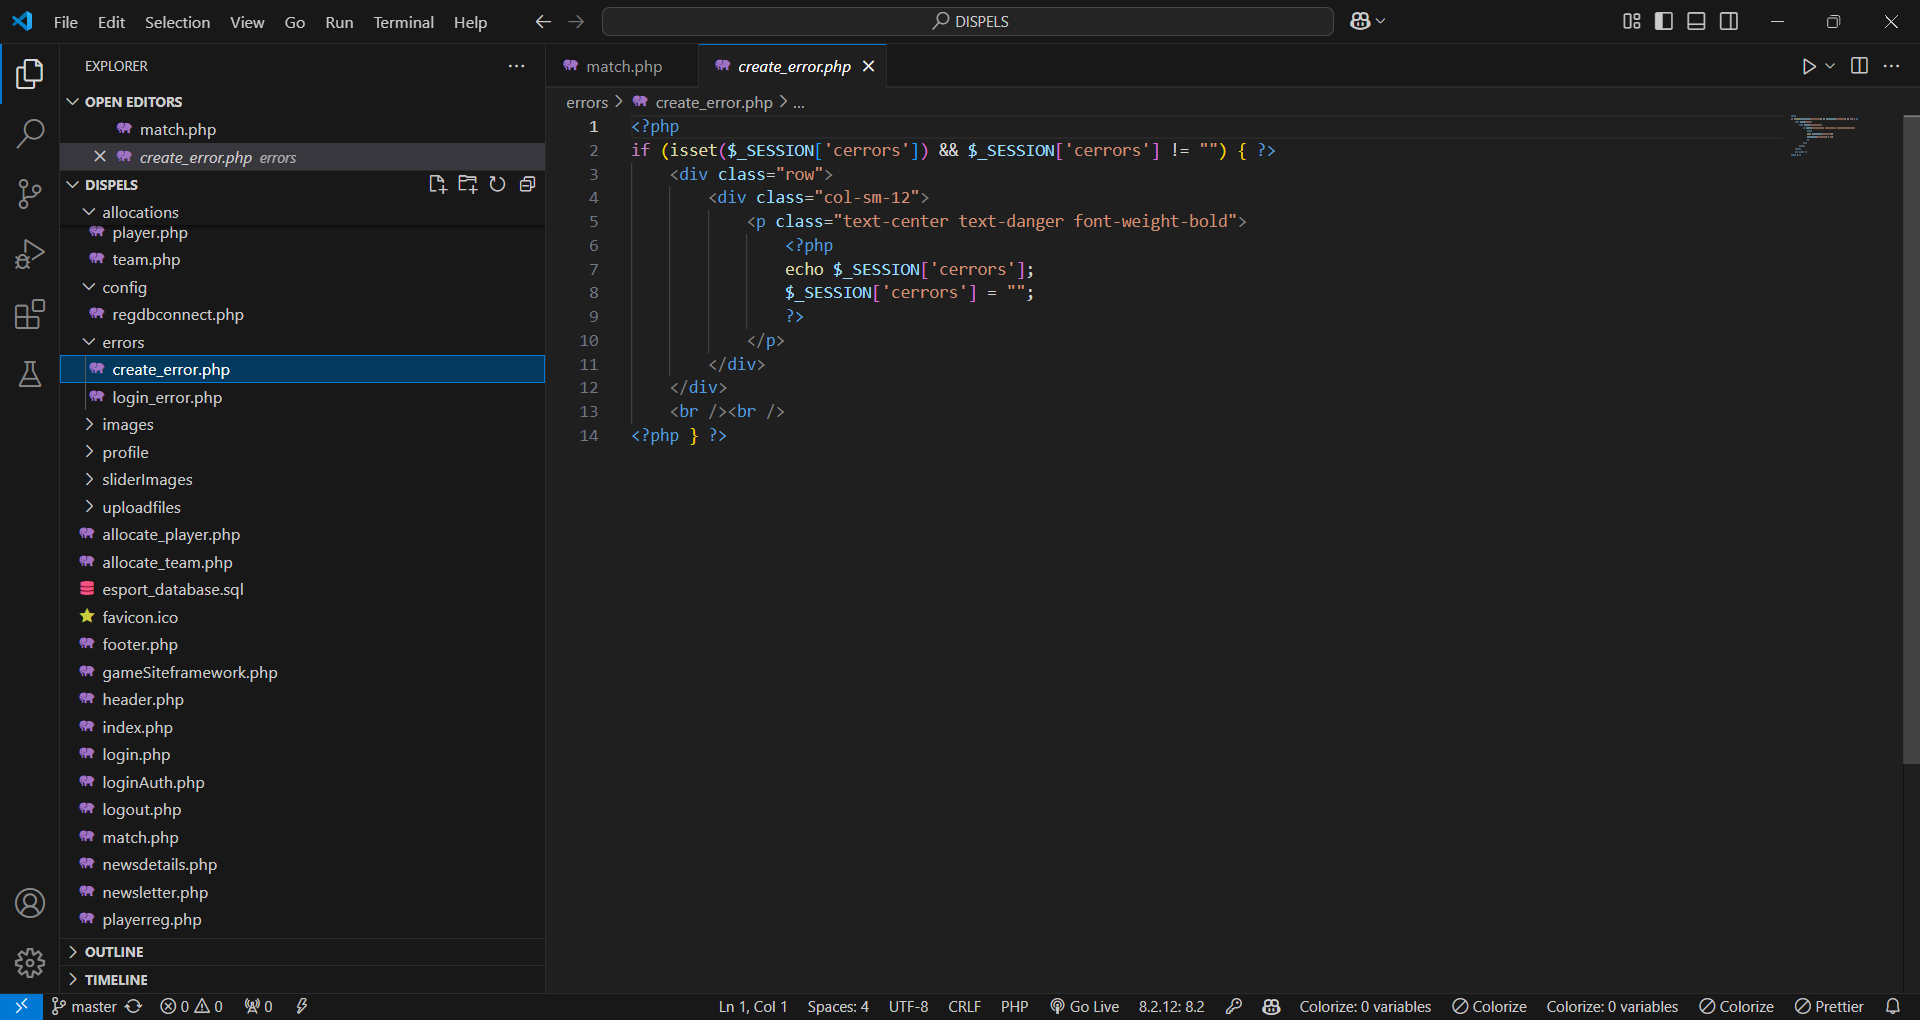 File Edit Selection View Go Run Terminal Help
DISPELS
EXPLORER
OPEN EDITORS
match.php
create_error.php errors
DISPELS
allocations
player.php
team.php
config
regdbconnect.php
errors
create_error.php
login_error.php
images
profile
sliderImages
uploadfiles
allocate_player.php
allocate_team.php
esport_database.sql
favicon.ico
footer.php
gameSiteframework.php
header.php
index.php
login.php
loginAuth.php
logout.php
match.php
newsdetails.php
newsletter.php
playerreg.php
OUTLINE
TIMELINE
match.php
create_error.php
errors > create_error.php > ...
1 <?php
2 if (isset($_SESSION['cerrors']) && $_SESSION['cerrors'] != "") { ?>
3 <div class="row">
4 <div class="col-sm-12">
5 <p class="text-center text-danger font-weight-bold">
6 <?php
7 echo $_SESSION['cerrors'];
8 $_SESSION['cerrors'] = "";
9 ?>
10 </p>
11 </div>
12 </div>
13 <br /><br />
14 <?php } ?>
master 0 0 0
Ln 1, Col 1 Spaces: 4 UTF-8 CRLF PHP Go Live 8.2.12: 8.2 Colorize: 0 variables Colorize Colorize: 0 variables Colorize Prettier